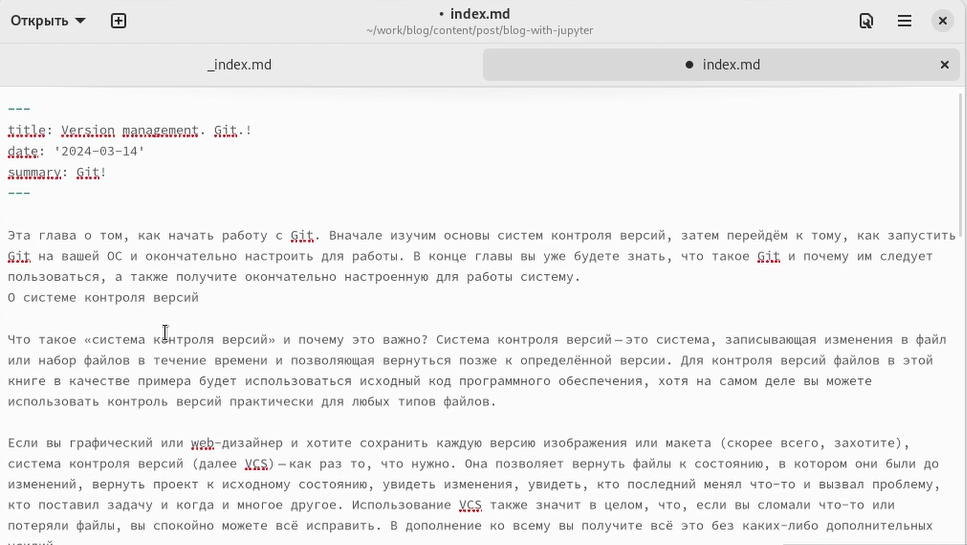 Открыть
• index.md
~/work/blog/content/post/blog-with-jupyter
_index.md
● index.md
---
title: Version management. Git.!
date: '2024-03-14'
summary: Git!
---
Эта глава о том, как начать работу с Git. Вначале изучим основы систем контроля версий, затем перейдём к тому, как запустить
Git на вашей ОС и окончательно настроить для работы. В конце главы вы уже будете знать, что такое Git и почему им следует
пользоваться, а также получите окончательно настроенную для работы систему.
О системе контроля версий
Что такое «система контроля версий» и почему это важно? Система контроля версий — это система, записывающая изменения в файл
или набор файлов в течение времени и позволяющая вернуться позже к определённой версии. Для контроля версий файлов в этой
книге в качестве примера будет использоваться исходный код программного обеспечения, хотя на самом деле вы можете
использовать контроль версий практически для любых типов файлов.
Если вы графический или web-дизайнер и хотите сохранить каждую версию изображения или макета (скорее всего, захотите),
система контроля версий (далее VCS) — как раз то, что нужно. Она позволяет вернуть файлы к состоянию, в котором они были до
изменений, вернуть проект к исходному состоянию, увидеть изменения, увидеть, кто последний менял что-то и вызвал проблему,
кто поставил задачу и когда и многое другое. Использование VCS также значит в целом, что, если вы сломали что-то или
потеряли файлы, вы спокойно можете всё исправить. В дополнение ко всему вы получите всё это без каких-либо дополнительных